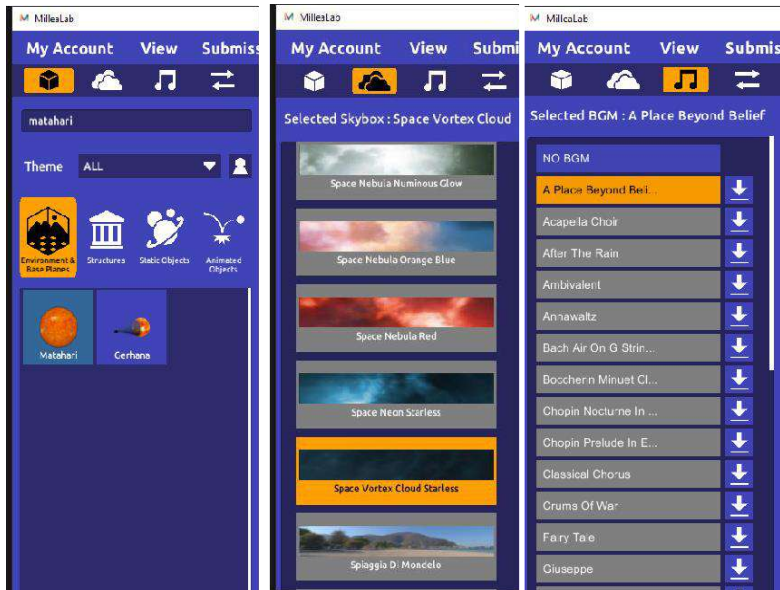 MilleaLab
My Account View Submiss
matahari
Theme ALL
Environment & Base Planes
Structures
Static Objects
Animated Objects
Matahari
Gerhana
MilleaLab
My Account View Submi
Selected Skybox : Space Vortex Cloud
Space Nebula Numinous Glow
Space Nebula Orange Blue
Space Nebula Red
Space Neon Starless
Space Vortex Cloud Starless
Spiaggia Di Mondelo
MilleaLab
My Account View Submis
Selected BGM : A Place Beyond Belief
NO BGM
A Place Beyond Beli...
Acapella Choir
After The Rain
Ambivalent
Annawaltz
Bach Air On G Strin...
Boccherin Minuet Cl...
Chopin Nocturne In ...
Chopin Prelude In E...
Classical Chorus
Crums Of War
Fairy Tale
Giuseppe